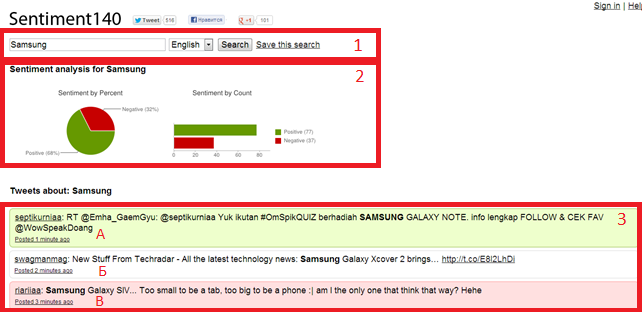 Sign in | Help
Sentiment140
Tweet 516
Нравится
+1 101
Samsung English Search Save this search 1
2
Sentiment analysis for Samsung
Sentiment by Percent Sentiment by Count
Negative (32%)
Positive (68%)
Positive (77)
Negative (37)
0 20 40 60 80
Tweets about: Samsung
3
septikurniaa: RT @Emha_GaemGyu: @septikurniaa Yuk ikutan #OmSpikQUIZ berhadiah SAMSUNG GALAXY NOTE. info lengkap FOLLOW & CEK FAV
@WowSpeakDoang
А
Posted 1 minute ago
swagmanmag: New Stuff From Techradar - All the latest technology news: Samsung Galaxy Xcover 2 brings… http://t.co/E8l2LhDi
Posted 2 minutes ago Б
riariiaa: Samsung Galaxy SIV... Too small to be a tab, too big to be a phone :| am I the only one that think that way? Hehe
Posted 3 minutes ago В